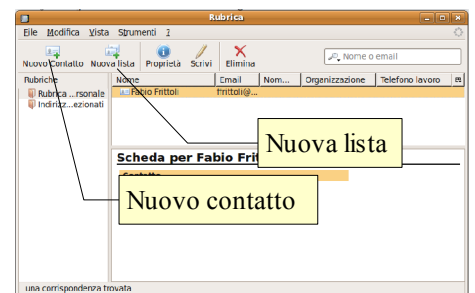 Rubrica
File Modifica Vista Strumenti ?
Nuovo Contatto Nuova lista Proprietà Scrivi Elimina
Nome o email
Rubriche
Nome Email Nom... Organizzazione Telefono lavoro
Rubrica ...rsonale
Fabio Frittoli ffrittoli@...
Indirizz...ezionati
Nuova lista
Scheda per Fabio Frit
Contatto
Nuovo contatto
una corrispondenza trovata